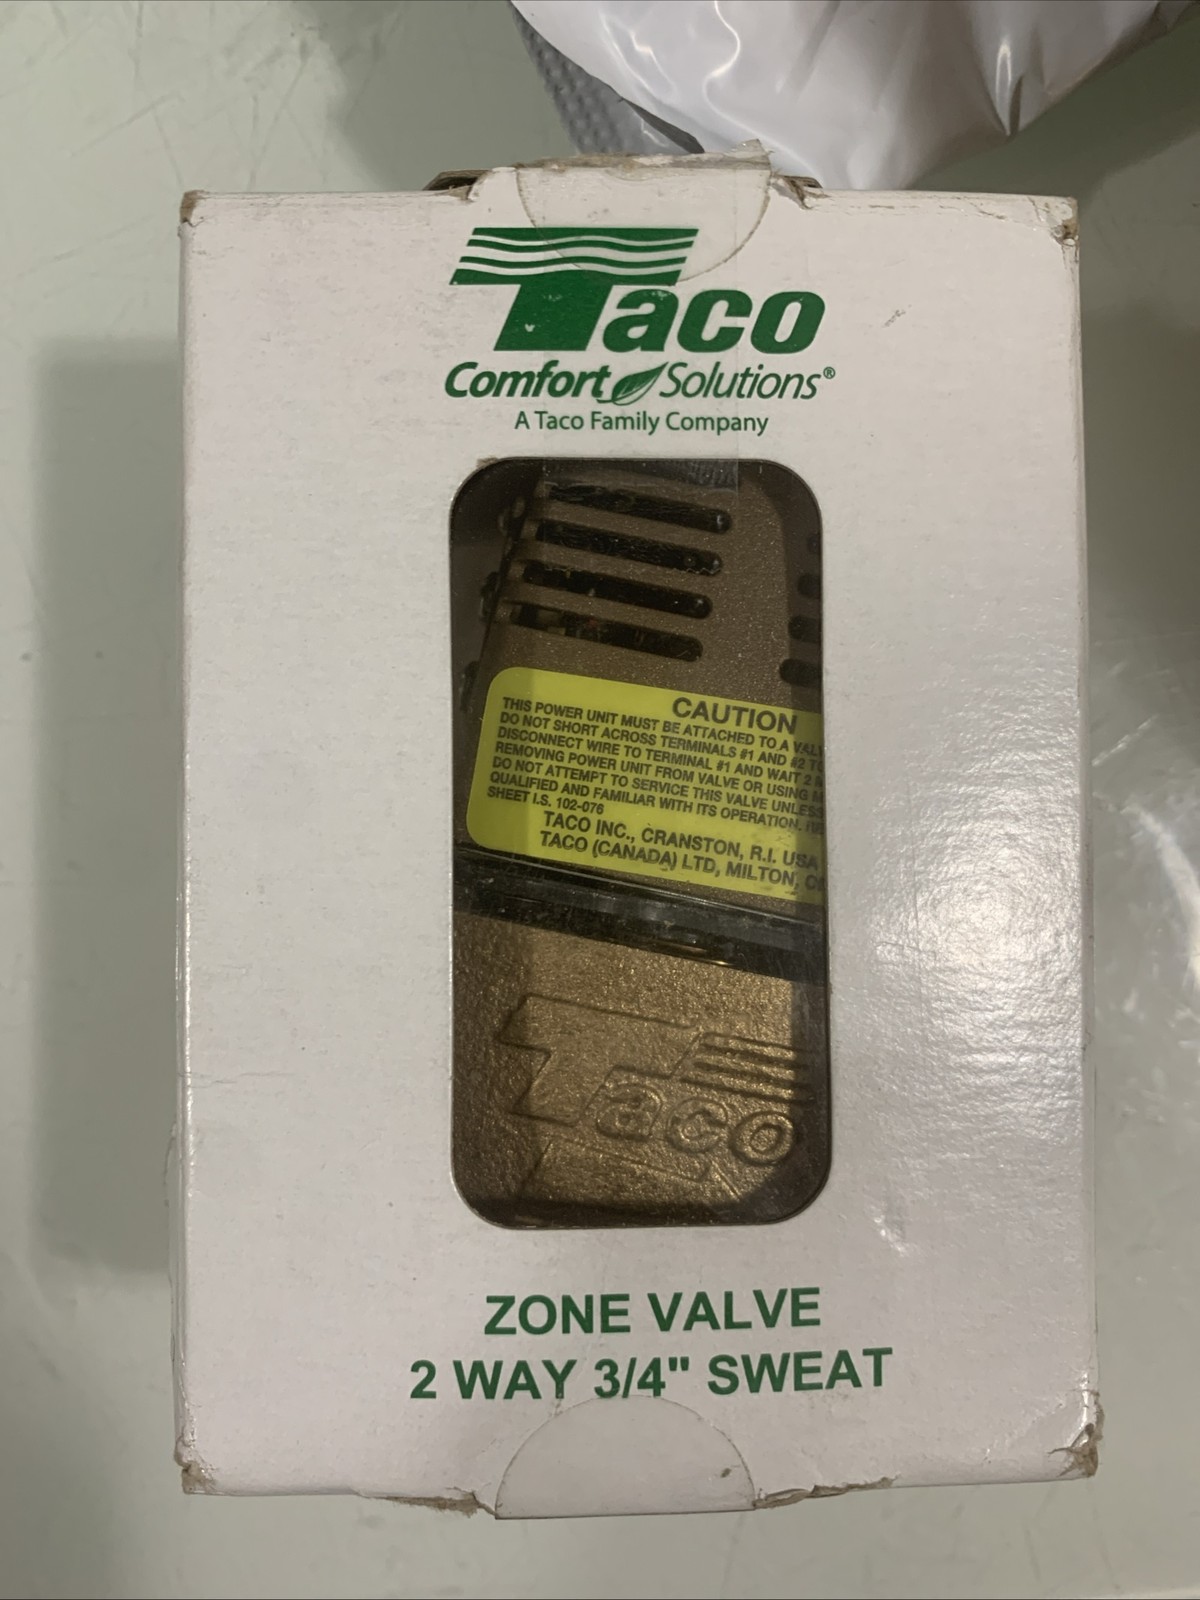 Taco
Comfort Solutions®
A Taco Family Company
CAUTION
THIS POWER UNIT MUST BE ATTACHED TO A
DO NOT SHORT ACROSS TERMINALS #1 AND #2
DISCONNECT WIRE TO TERMINAL #1 AND WAIT 2
REMOVING POWER UNIT FROM VALVE OR USING
DO NOT ATTEMPT TO SERVICE THIS VALVE UNLESS
QUALIFIED AND FAMILIAR WITH ITS OPERATION.
SHEET I.S. 102-076
TACO INC., CRANSTON, R.I. USA
TACO (CANADA) LTD, MILTON,
Taco
ZONE VALVE
2 WAY 3/4" SWEAT